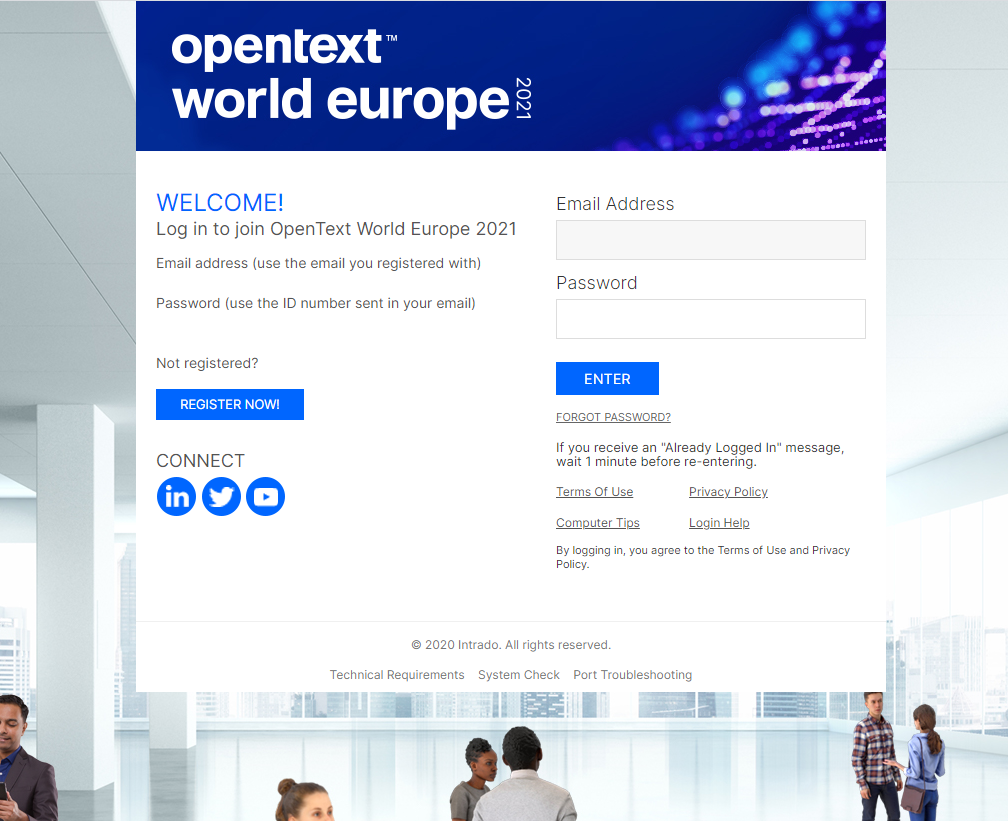 opentext™
world europe 2021
WELCOME!
Log in to join OpenText World Europe 2021
Email address (use the email you registered with)
Password (use the ID number sent in your email)
Not registered?
REGISTER NOW!
CONNECT
in
Email Address
Password
ENTER
FORGOT PASSWORD?
If you receive an "Already Logged In" message,
wait 1 minute before re-entering.
Terms Of Use Privacy Policy
Computer Tips Login Help
By logging in, you agree to the Terms of Use and Privacy
Policy.
© 2020 Intrado. All rights reserved.
Technical Requirements System Check Port Troubleshooting